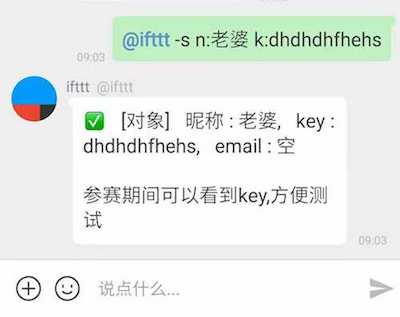 @ifttt -s n:老婆 k:dhdhdhfhehs
09:03
ifttt @ifttt
✅ [对象] 昵称 : 老婆, key :
dhdhdhfhehs, email : 空
参赛期间可以看到key,方便测
试
09:03
说点什么...